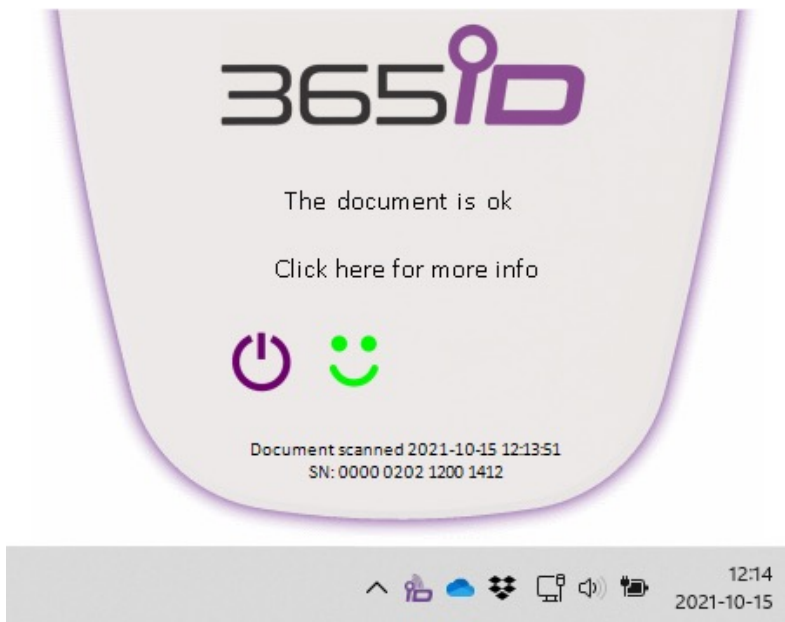 365iD
The document is ok
Click here for more info
Document scanned 2021-10-15 12:13:51
SN: 0000 0202 1200 1412
12:14
2021-10-15